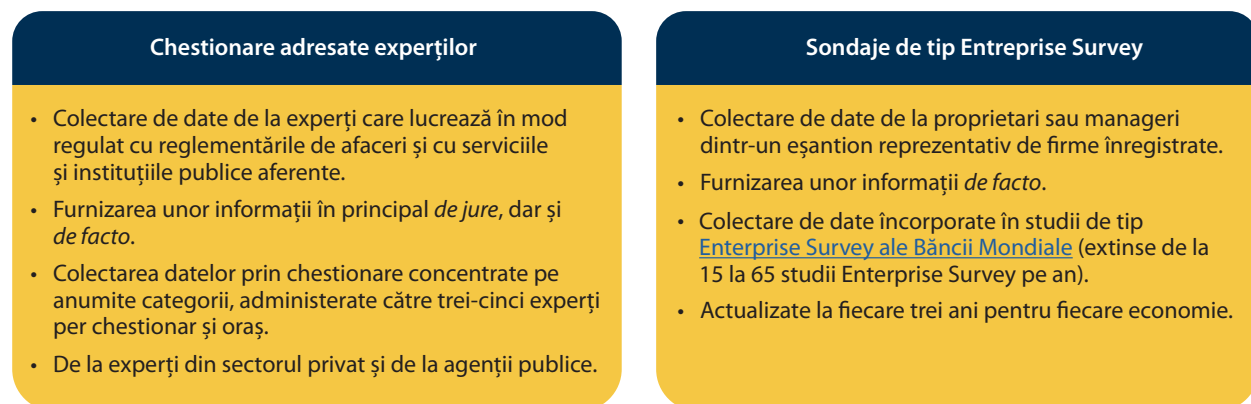 Chestionare adresate experților
• Colectare de date de la experți care lucrează în mod
regulat cu reglementările de afaceri și cu serviciile
și instituțiile publice aferente.
• Furnizarea unor informații în principal de jure, dar și
de facto.
• Colectarea datelor prin chestionare concentrate pe
anumite categorii, administerate către trei-cinci experți
per chestionar și oraș.
• De la experți din sectorul privat și de la agenții publice.
Sondaje de tip Entreprise Survey
• Colectare de date de la proprietari sau manageri
dintr-un eșantion reprezentativ de firme înregistrate.
• Furnizarea unor informații de facto.
• Colectare de date încorporate în studii de tip
Enterprise Survey ale Băncii Mondiale (extinse de la
15 la 65 studii Enterprise Survey pe an).
• Actualizate la fiecare trei ani pentru fiecare economie.